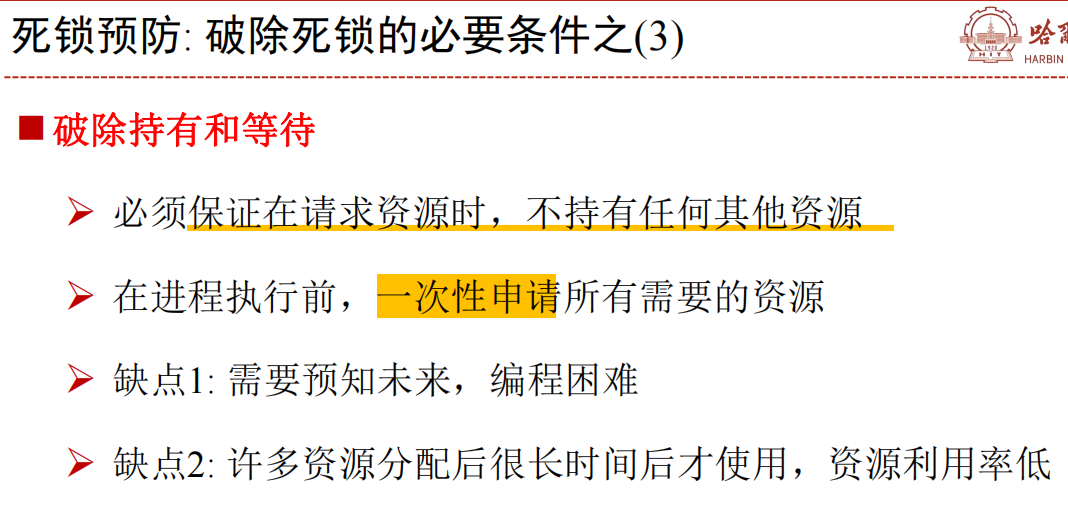 死锁预防: 破除死锁的必要条件之(3)
HIT
1920
HARBIN
破除持有和等待
必须保证在请求资源时，不持有任何其他资源
在进程执行前，一次性申请所有需要的资源
缺点1: 需要预知未来，编程困难
缺点2: 许多资源分配后很长时间后才使用，资源利用率低